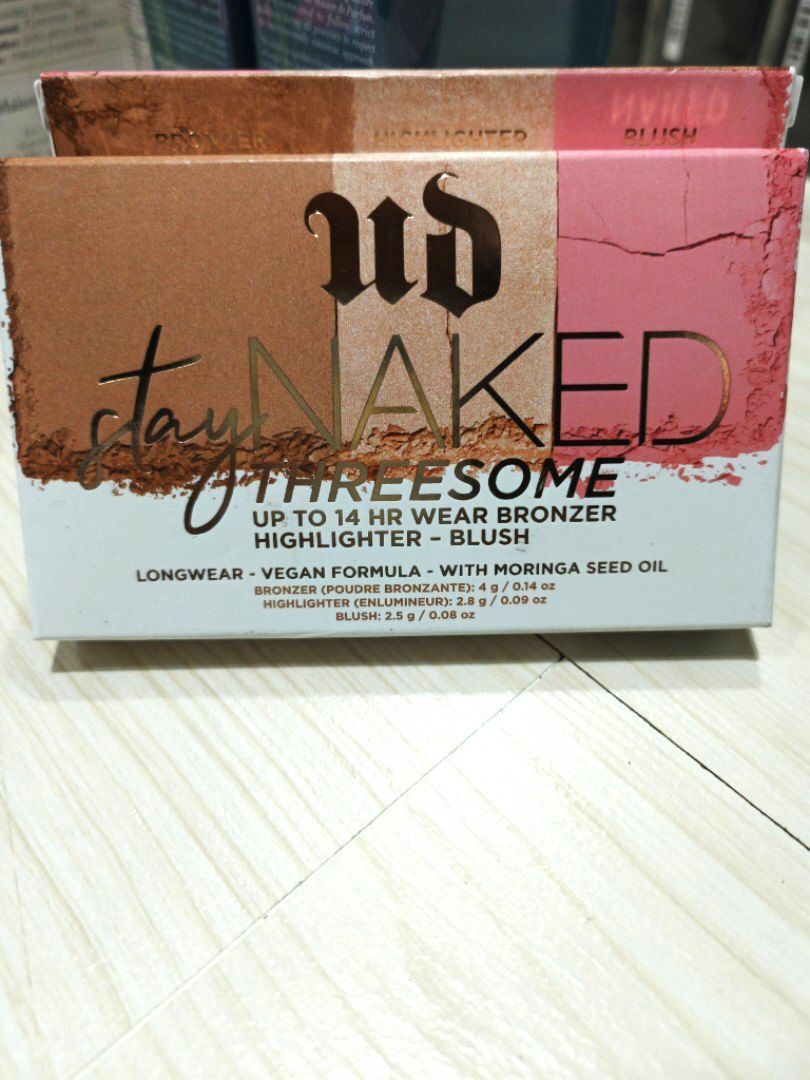 NAKED
BRONZER
HIGHLIGHTER
BLUSH
ud
stay NAKED
THREESOME
UP TO 14 HR WEAR BRONZER
HIGHLIGHTER – BLUSH
LONGWEAR - VEGAN FORMULA - WITH MORINGA SEED OIL
BRONZER (POUDRE BRONZANTE): 4 g / 0.14 oz
HIGHLIGHTER (ENLUMINEUR): 2.8 g / 0.09 oz
BLUSH: 2.5 g / 0.08 oz